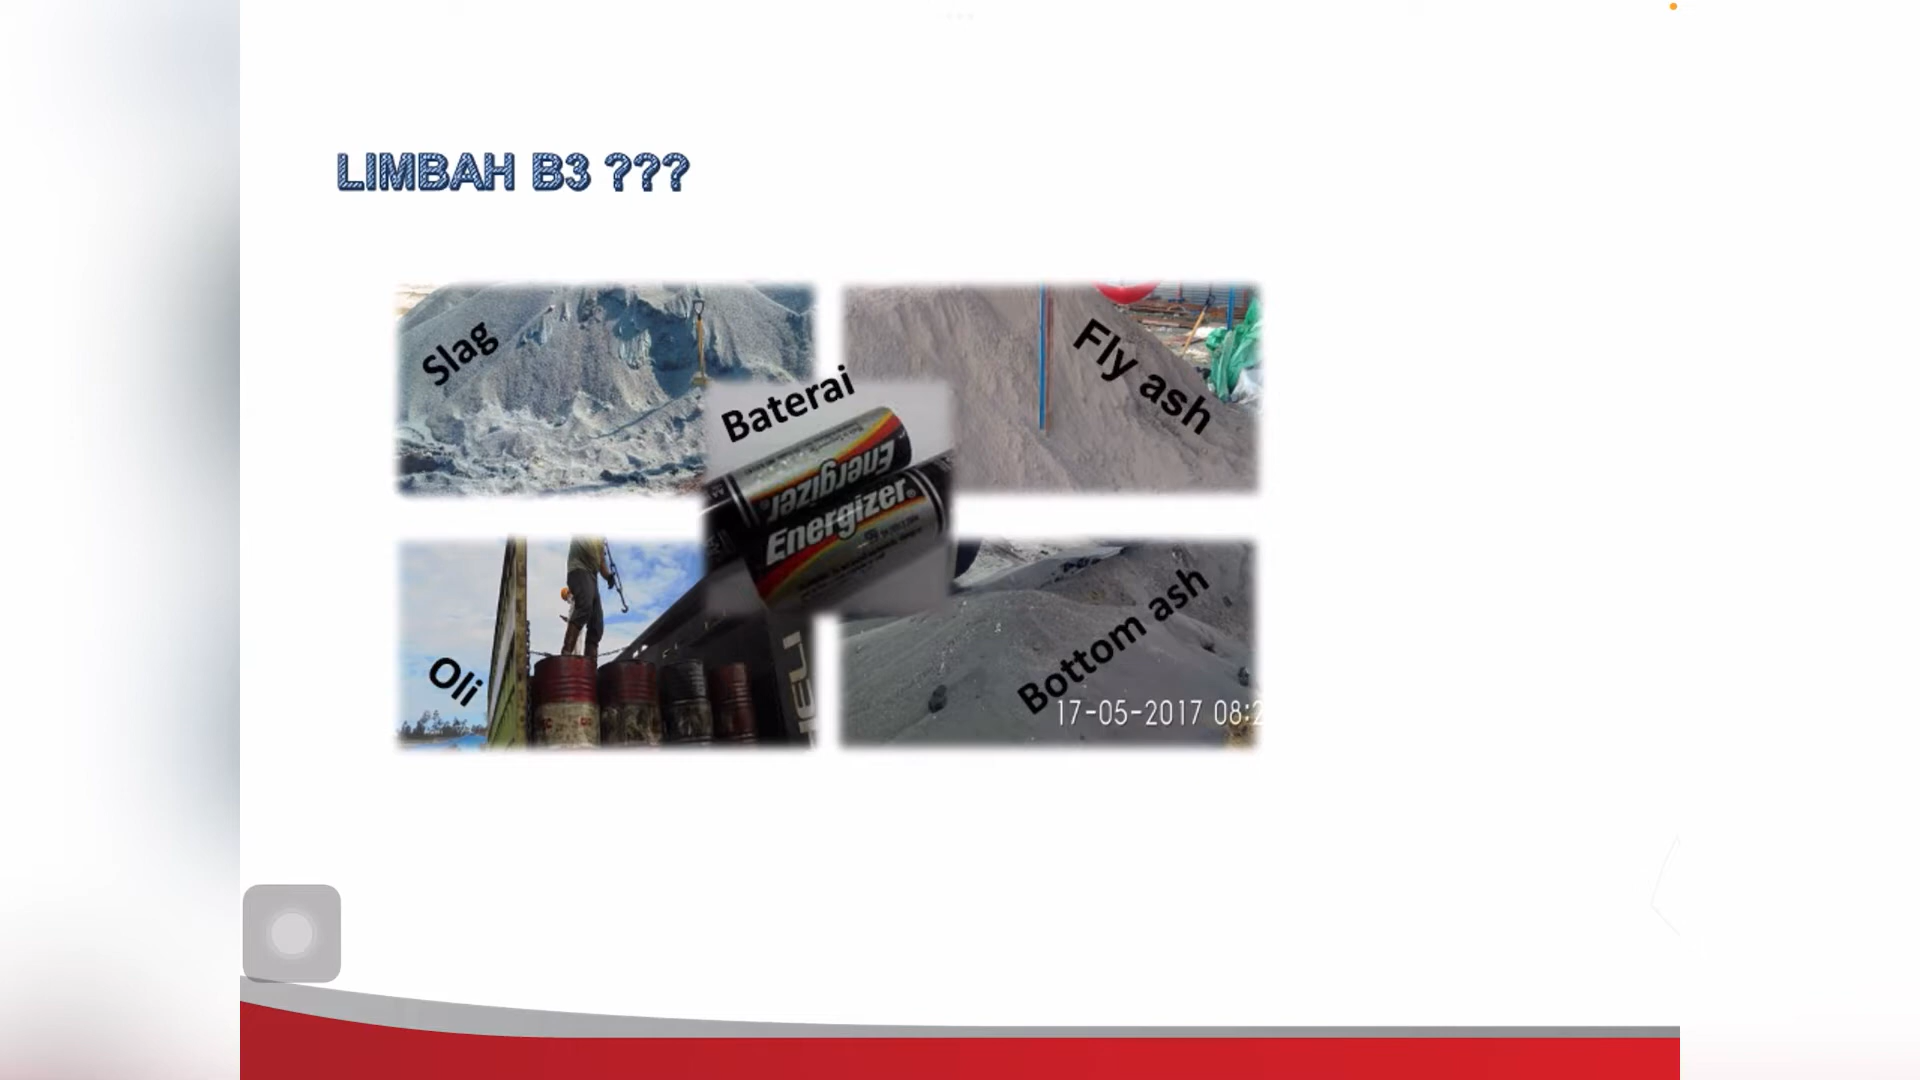 LIMBAH B3 ???
Slag
Fly ash
Baterai
Energizer
Energizer
Oli
Bottom ash
17-05-2017 08:2